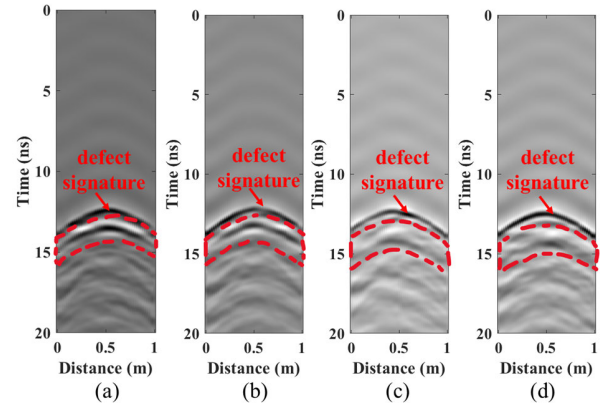 0
5
10
15
20
Time (ns)
defect
signature
0
0.5
1
Distance (m)
(a)
0
5
10
15
20
Time (ns)
defect
signature
0
0.5
1
Distance (m)
(b)
0
5
10
15
20
Time (ns)
defect
signature
0
0.5
1
Distance (m)
(c)
0
5
10
15
20
Time (ns)
defect
signature
0
0.5
1
Distance (m)
(d)